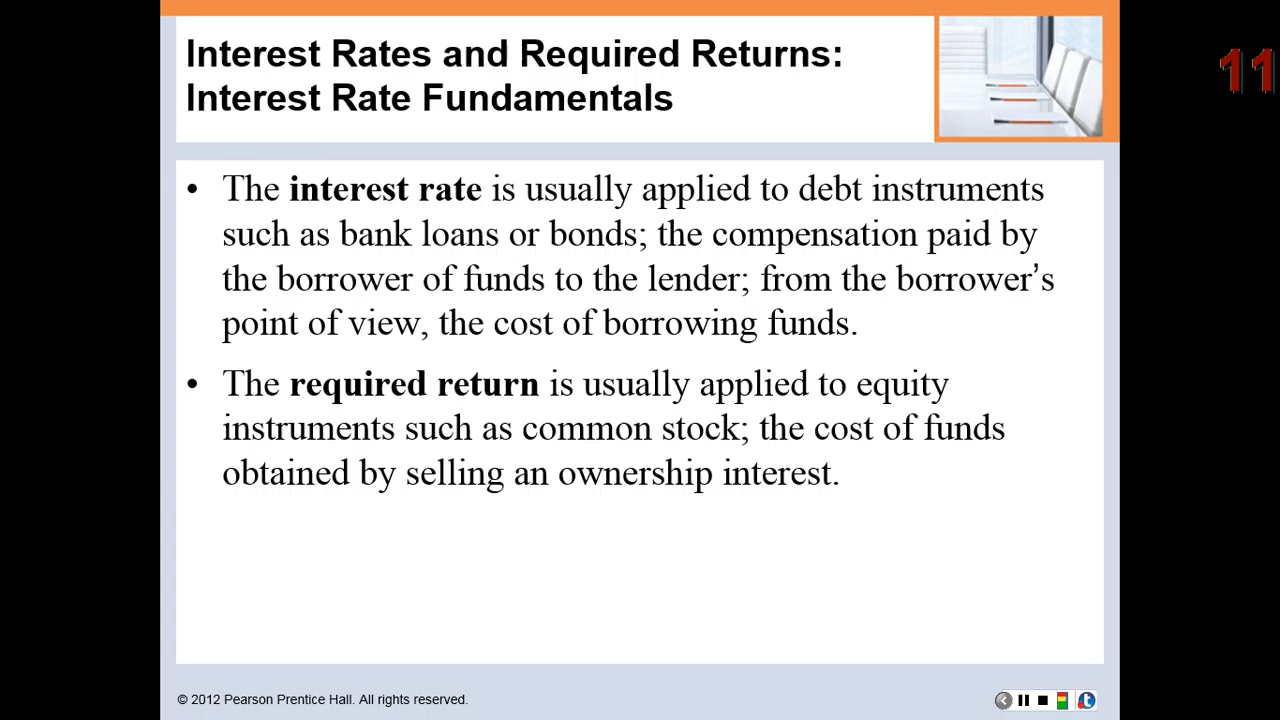 Interest Rates and Required Returns:
Interest Rate Fundamentals
11
• The interest rate is usually applied to debt instruments
such as bank loans or bonds; the compensation paid by
the borrower of funds to the lender; from the borrower’s
point of view, the cost of borrowing funds.
• The required return is usually applied to equity
instruments such as common stock; the cost of funds
obtained by selling an ownership interest.
© 2012 Pearson Prentice Hall. All rights reserved.
t